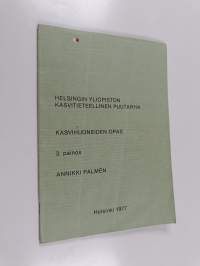 HELSINGIN YLIOPISTON
KASVITIETEELLINEN PUUTARHA
KASVIHUONEIDEN OPAS
3. painos
ANNIKKI PALMÉN
Helsinki 1977